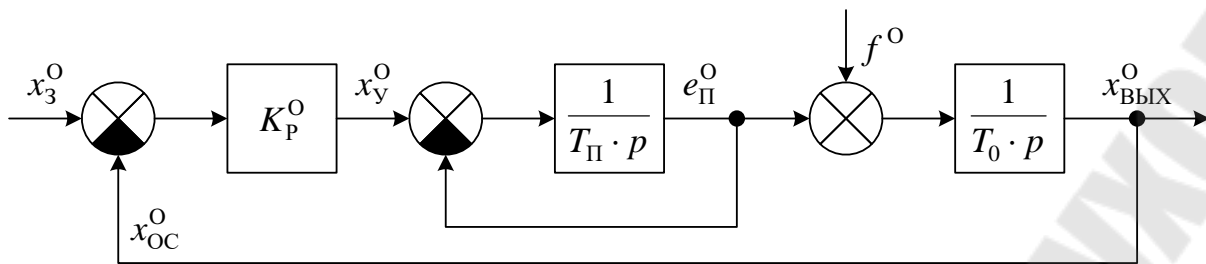 x_З^О
K_Р^О
x_У^О
1
T_П · p
e_П^О
f^О
1
T_0 · p
x_ВЫХ^О
x_ОС^О